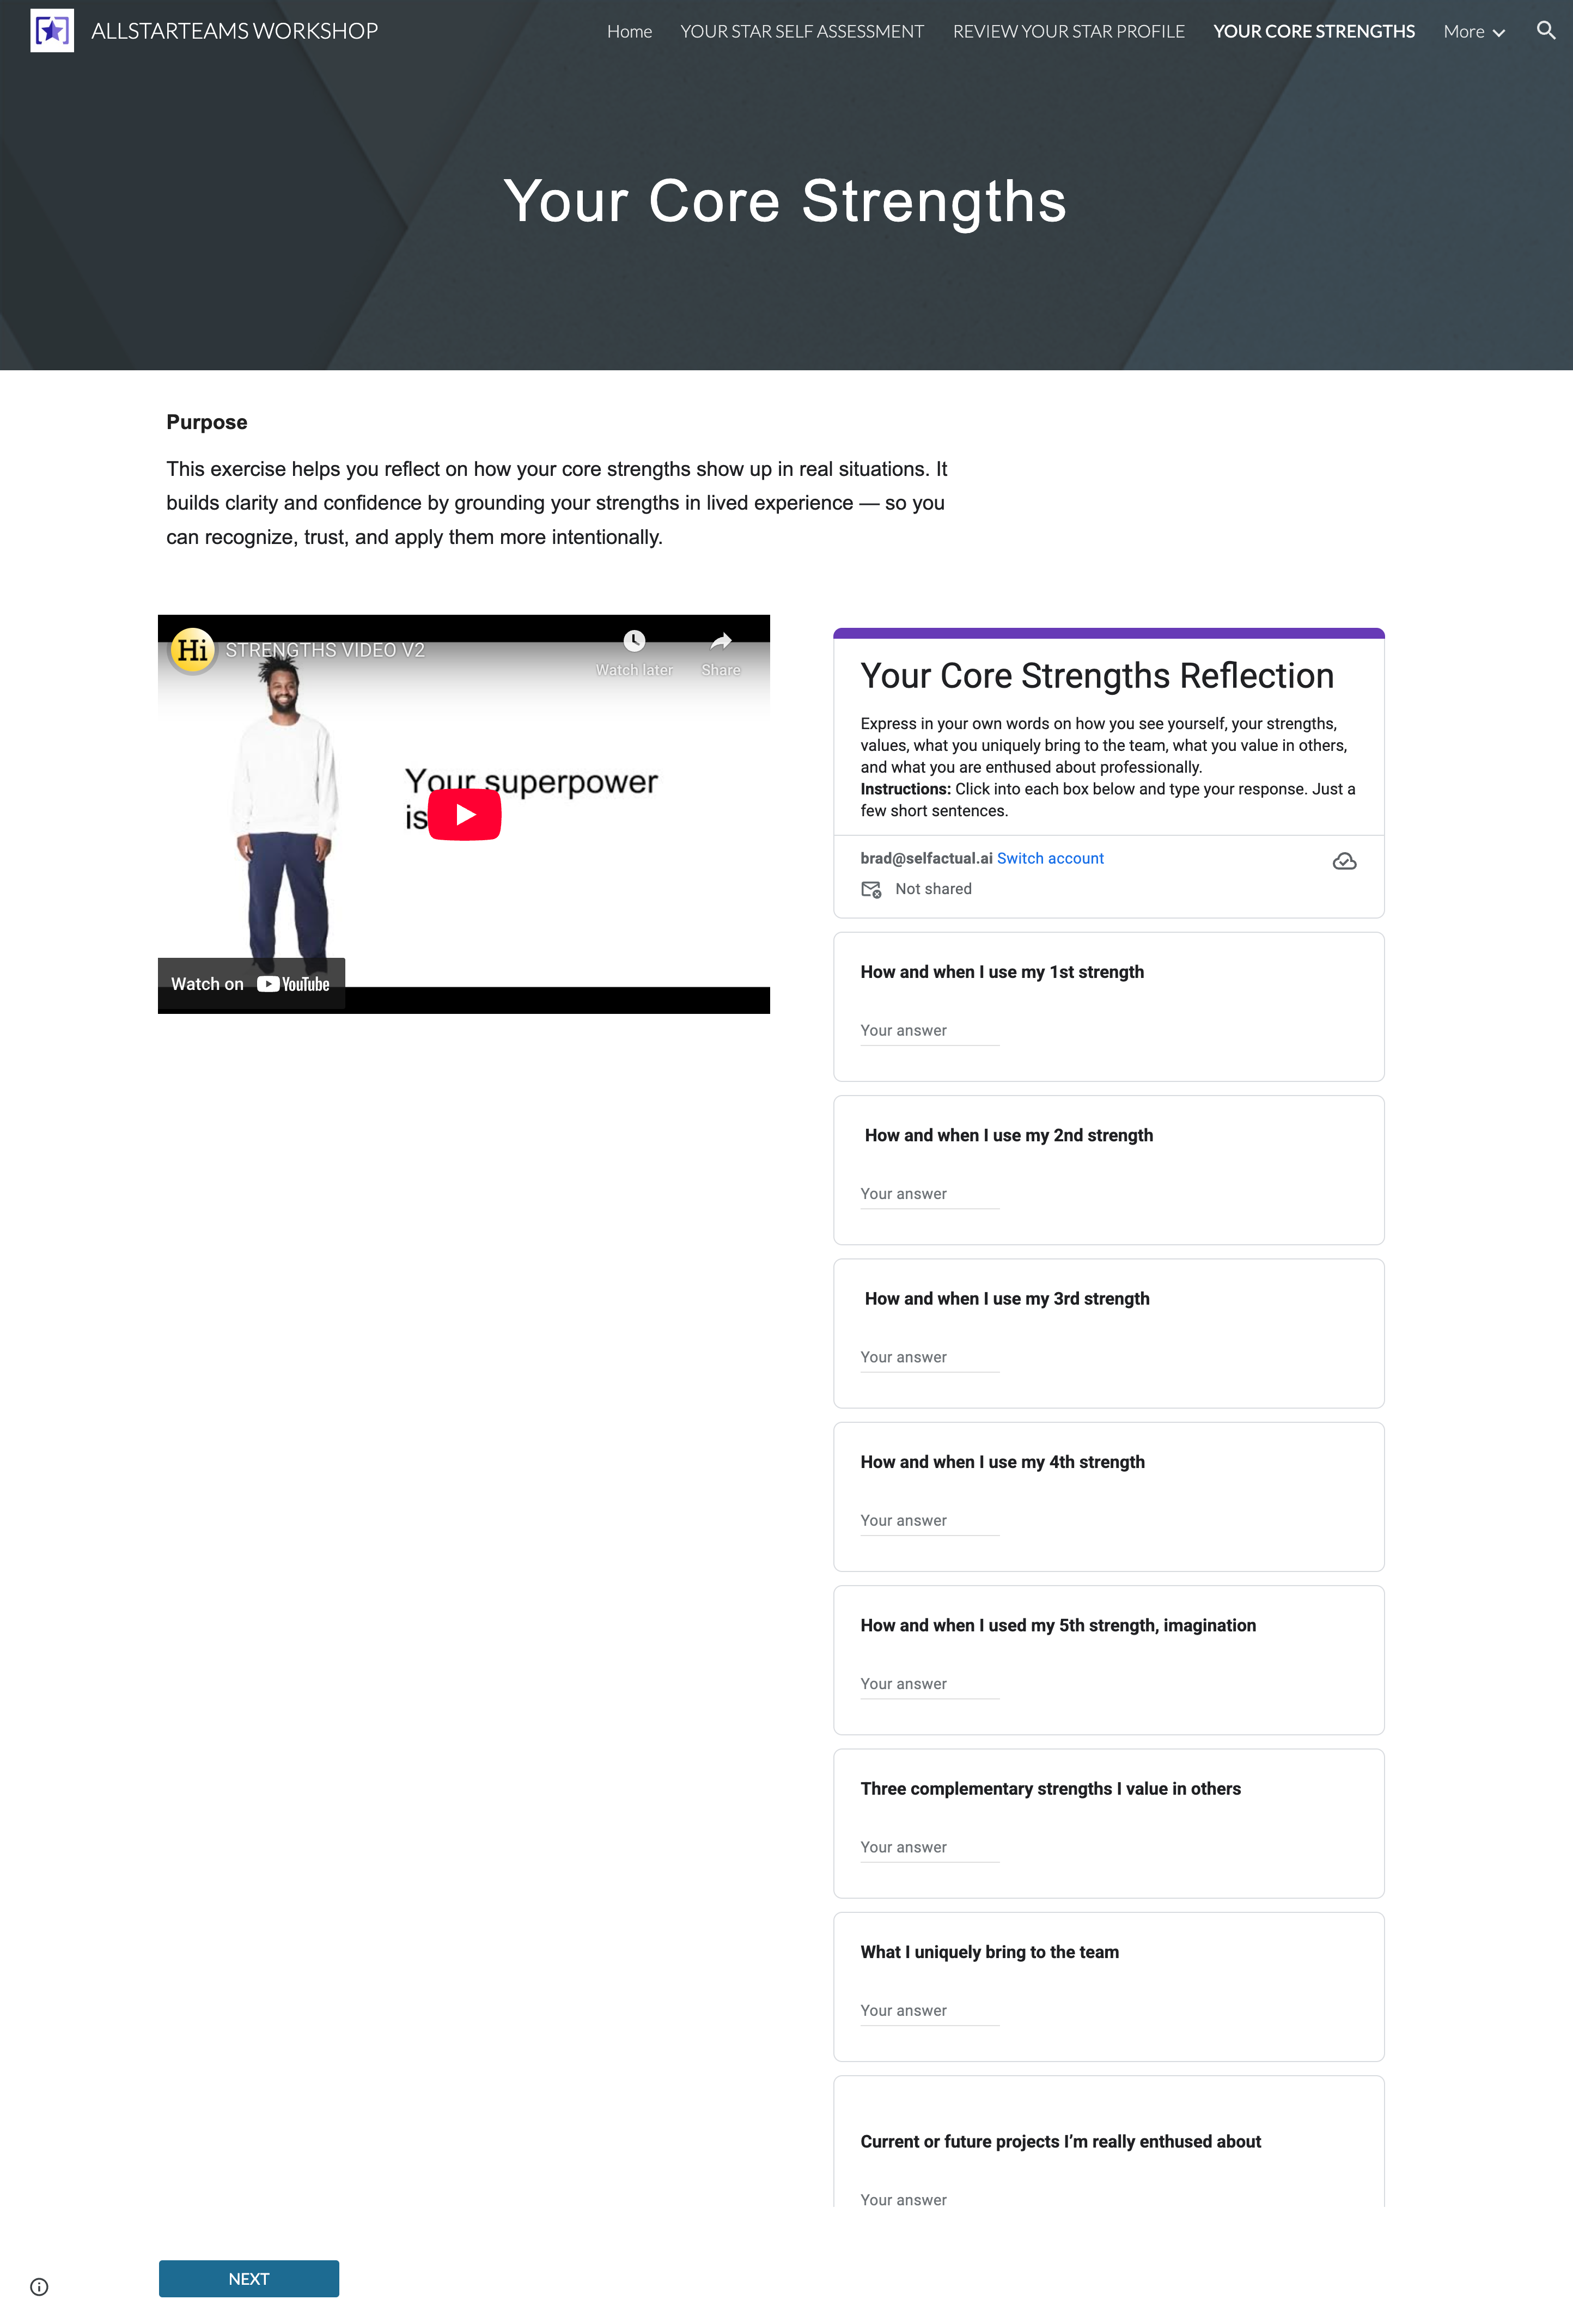 ALLSTARTEAMS WORKSHOP
Home
YOUR STAR SELF ASSESSMENT
REVIEW YOUR STAR PROFILE
YOUR CORE STRENGTHS
More
Your Core Strengths
Purpose
This exercise helps you reflect on how your core strengths show up in real situations. It
builds clarity and confidence by grounding your strengths in lived experience — so you
can recognize, trust, and apply them more intentionally.
Hi
STRENGTHS VIDEO V2
Watch later
Share
Your superpower
is
Watch on YouTube
Your Core Strengths Reflection
Express in your own words on how you see yourself, your strengths,
values, what you uniquely bring to the team, what you value in others,
and what you are enthused about professionally.
Instructions: Click into each box below and type your response. Just a
few short sentences.
brad@selfactual.ai Switch account
Not shared
How and when I use my 1st strength
Your answer
How and when I use my 2nd strength
Your answer
How and when I use my 3rd strength
Your answer
How and when I use my 4th strength
Your answer
How and when I used my 5th strength, imagination
Your answer
Three complementary strengths I value in others
Your answer
What I uniquely bring to the team
Your answer
Current or future projects I’m really enthused about
Your answer
NEXT